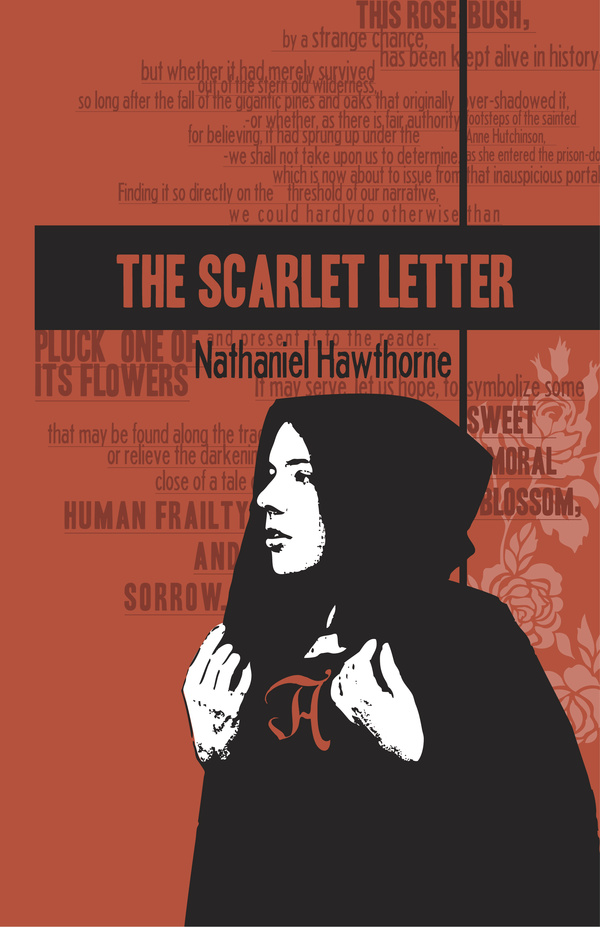 THIS ROSE BUSH,
by a strange chance,
has been kept alive in history
but whether it had merely survived
out of the stern old wilderness,
so long after the fall of the gigantic pines and oaks that originally over-shadowed it,
-or whether, as there is fair authority footsteps of the sainted
for believing, it had sprung up under the Anne Hutchinson,
-we shall not take upon us to determine. as she entered the prison-do
which is now about to issue from that inauspicious portal
Finding it so directly on the threshold of our narrative,
we could hardlydo otherwise than
THE SCARLET LETTER
PLUCK ONE OF and present it to the reader.
Nathaniel Hawthorne
ITS FLOWERS It may serve, let us hope, to symbolize some
SWEET
that may be found along the trac
MORAL
or relieve the darkenin
close of a tale
BLOSSOM,
HUMAN FRAILTY
AND
SORROW.
A